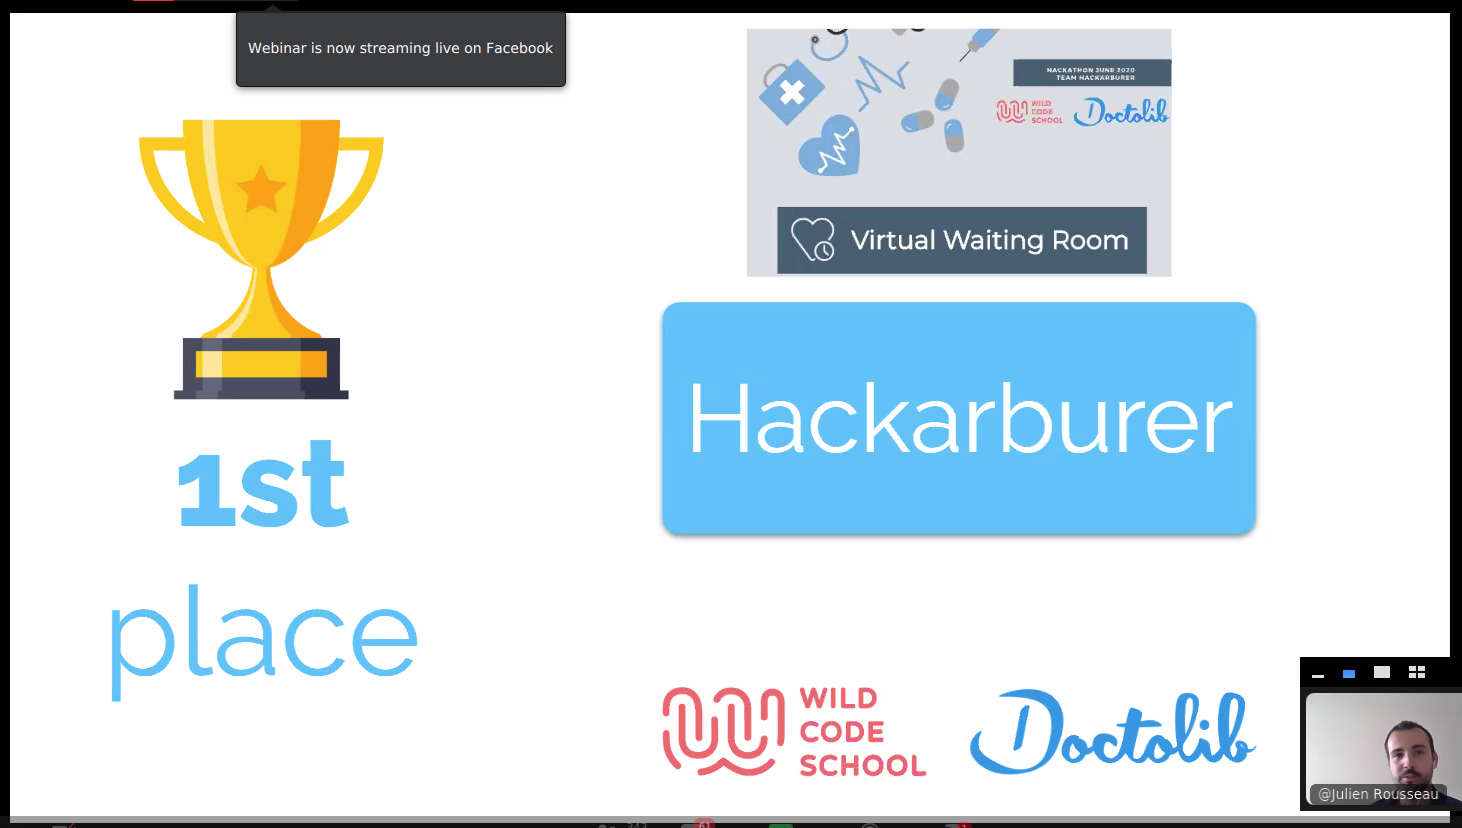 Webinar is now streaming live on Facebook
HACKATHON JUNE 2020
TEAM HACKARBURER
WILD
CODE
SCHOOL
Doctolib
Virtual Waiting Room
Hackarburer
1st
place
WILD
CODE
SCHOOL
Doctolib
@Julien Rousseau
61